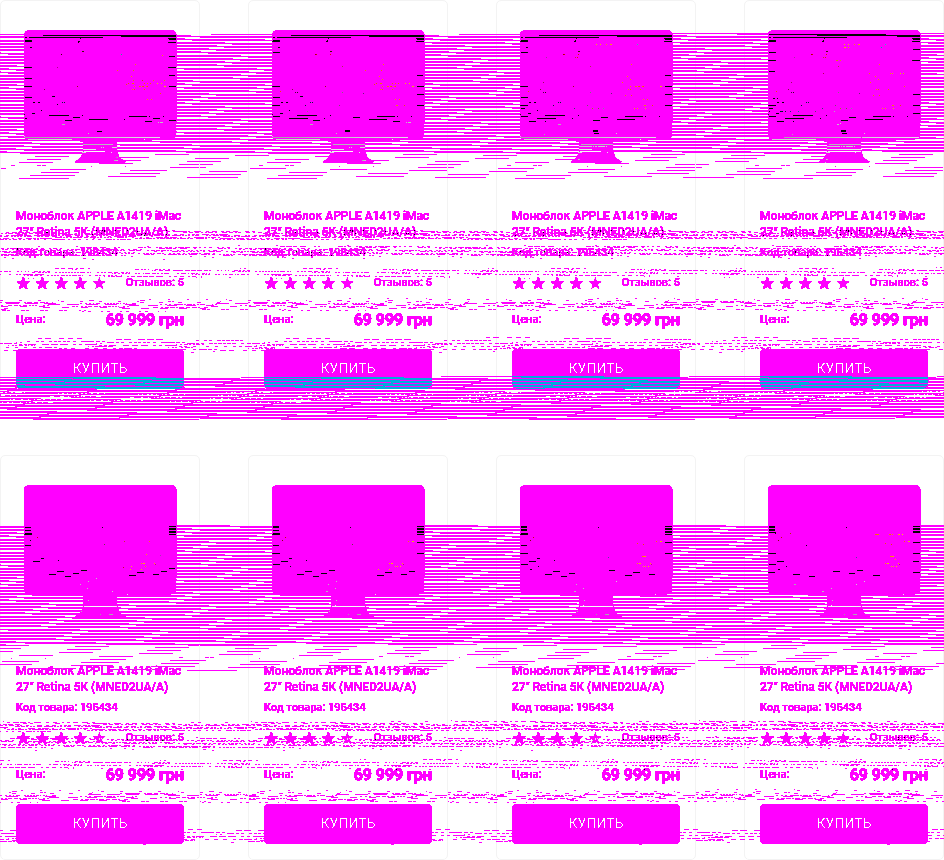 Моноблок APPLE A1419 iMac Моноблок APPLE A1419 iMac Моноблок APPLE A1419 iMac Моноблок APPLE A1419 iMac
27" Retina 5K (MNED2UA/A) 27" Retina 5K (MNED2UA/A) 27" Retina 5K (MNED2UA/A) 27" Retina 5K (MNED2UA/A)
Код товара: 196434 Код товара: 196434 Код товара: 196434 Код товара: 196434
Отзывов: 5 Отзывов: 5 Отзывов: 5 Отзывов: 5
Цена: 69 999 грн Цена: 69 999 грн Цена: 69 999 грн Цена: 69 999 грн
КУПИТЬ КУПИТЬ КУПИТЬ КУПИТЬ
Моноблок APPLE A1419 iMac Моноблок APPLE A1419 iMac Моноблок APPLE A1419 iMac Моноблок APPLE A1419 iMac
27" Retina 5K (MNED2UA/A) 27" Retina 5K (MNED2UA/A) 27" Retina 5K (MNED2UA/A) 27" Retina 5K (MNED2UA/A)
Код товара: 196434 Код товара: 196434 Код товара: 196434 Код товара: 196434
Отзывов: 5 Отзывов: 5 Отзывов: 5 Отзывов: 5
Цена: 69 999 грн Цена: 69 999 грн Цена: 69 999 грн Цена: 69 999 грн
КУПИТЬ КУПИТЬ КУПИТЬ КУПИТЬ